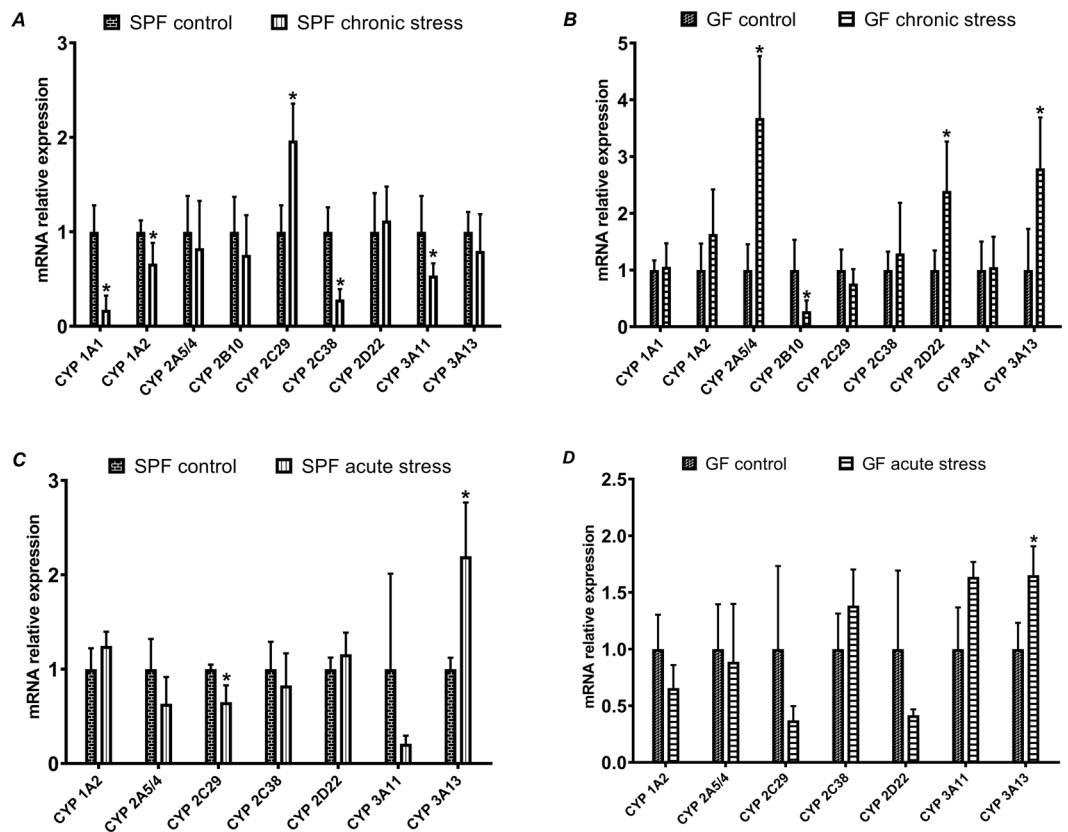 A
SPF control SPF chronic stress
mRNA relative expression
3
2
1
0
* * * * *
CYP 1A1 CYP 1A2 CYP 2A5/4 CYP 2B10 CYP 2C29 CYP 2C38 CYP 2D22 CYP 3A11 CYP 3A13
B
GF control GF chronic stress
mRNA relative expression
5
4
3
2
1
0
* * * *
CYP 1A1 CYP 1A2 CYP 2A5/4 CYP 2B10 CYP 2C29 CYP 2C38 CYP 2D22 CYP 3A11 CYP 3A13
C
SPF control SPF acute stress
mRNA relative expression
3
2
1
0
* *
CYP 1A2 CYP 2A5/4 CYP 2C29 CYP 2C38 CYP 2D22 CYP 3A11 CYP 3A13
D
GF control GF acute stress
mRNA relative expression
2.5
2.0
1.5
1.0
0.5
0.0
*
CYP 1A2 CYP 2A5/4 CYP 2C29 CYP 2C38 CYP 2D22 CYP 3A11 CYP 3A13